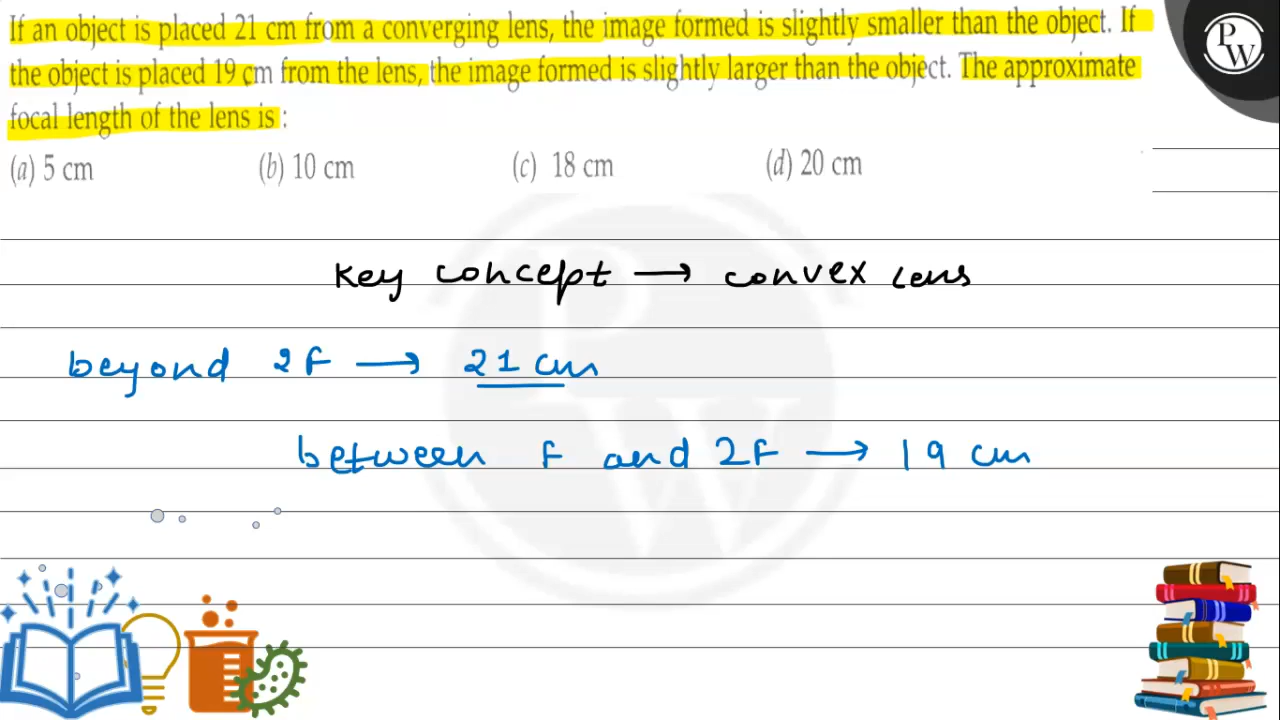 If an object is placed 21 cm from a converging lens, the image formed is slightly smaller than the object. If
the object is placed 19 cm from the lens, the image formed is slightly larger than the object. The approximate
focal length of the lens is :
(a) 5 cm (b) 10 cm (c) 18 cm (d) 20 cm
Key concept → convex lens
beyond 2F → 21 cm
between F and 2F → 19 cm
PW
PW